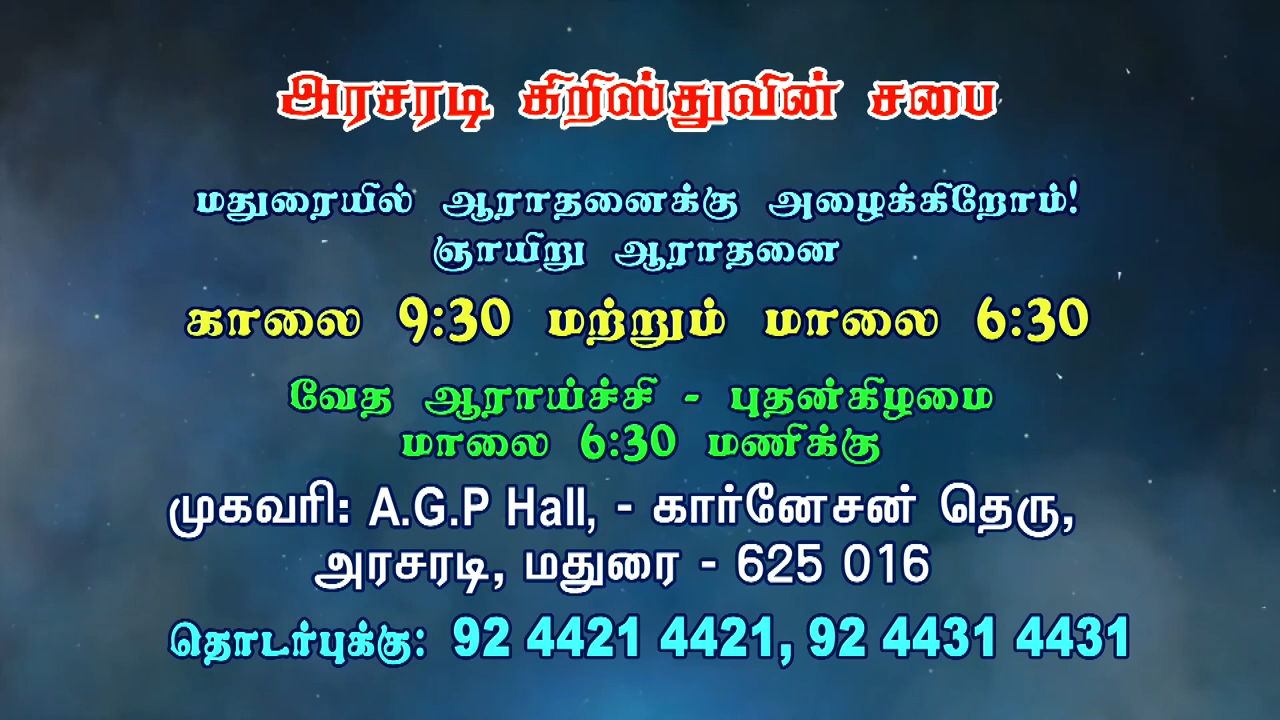 அரசரடி கிறிஸ்துவின் சபை
மதுரையில் ஆராதனைக்கு அழைக்கிறோம்!
ஞாயிறு ஆராதனை
காலை 9:30 மற்றும் மாலை 6:30
வேத ஆராய்ச்சி - புதன்கிழமை
மாலை 6:30 மணிக்கு
முகவரி: A.G.P Hall, - கார்னேசன் தெரு,
அரசரடி, மதுரை - 625 016
தொடர்புக்கு: 92 4421 4421, 92 4431 4431